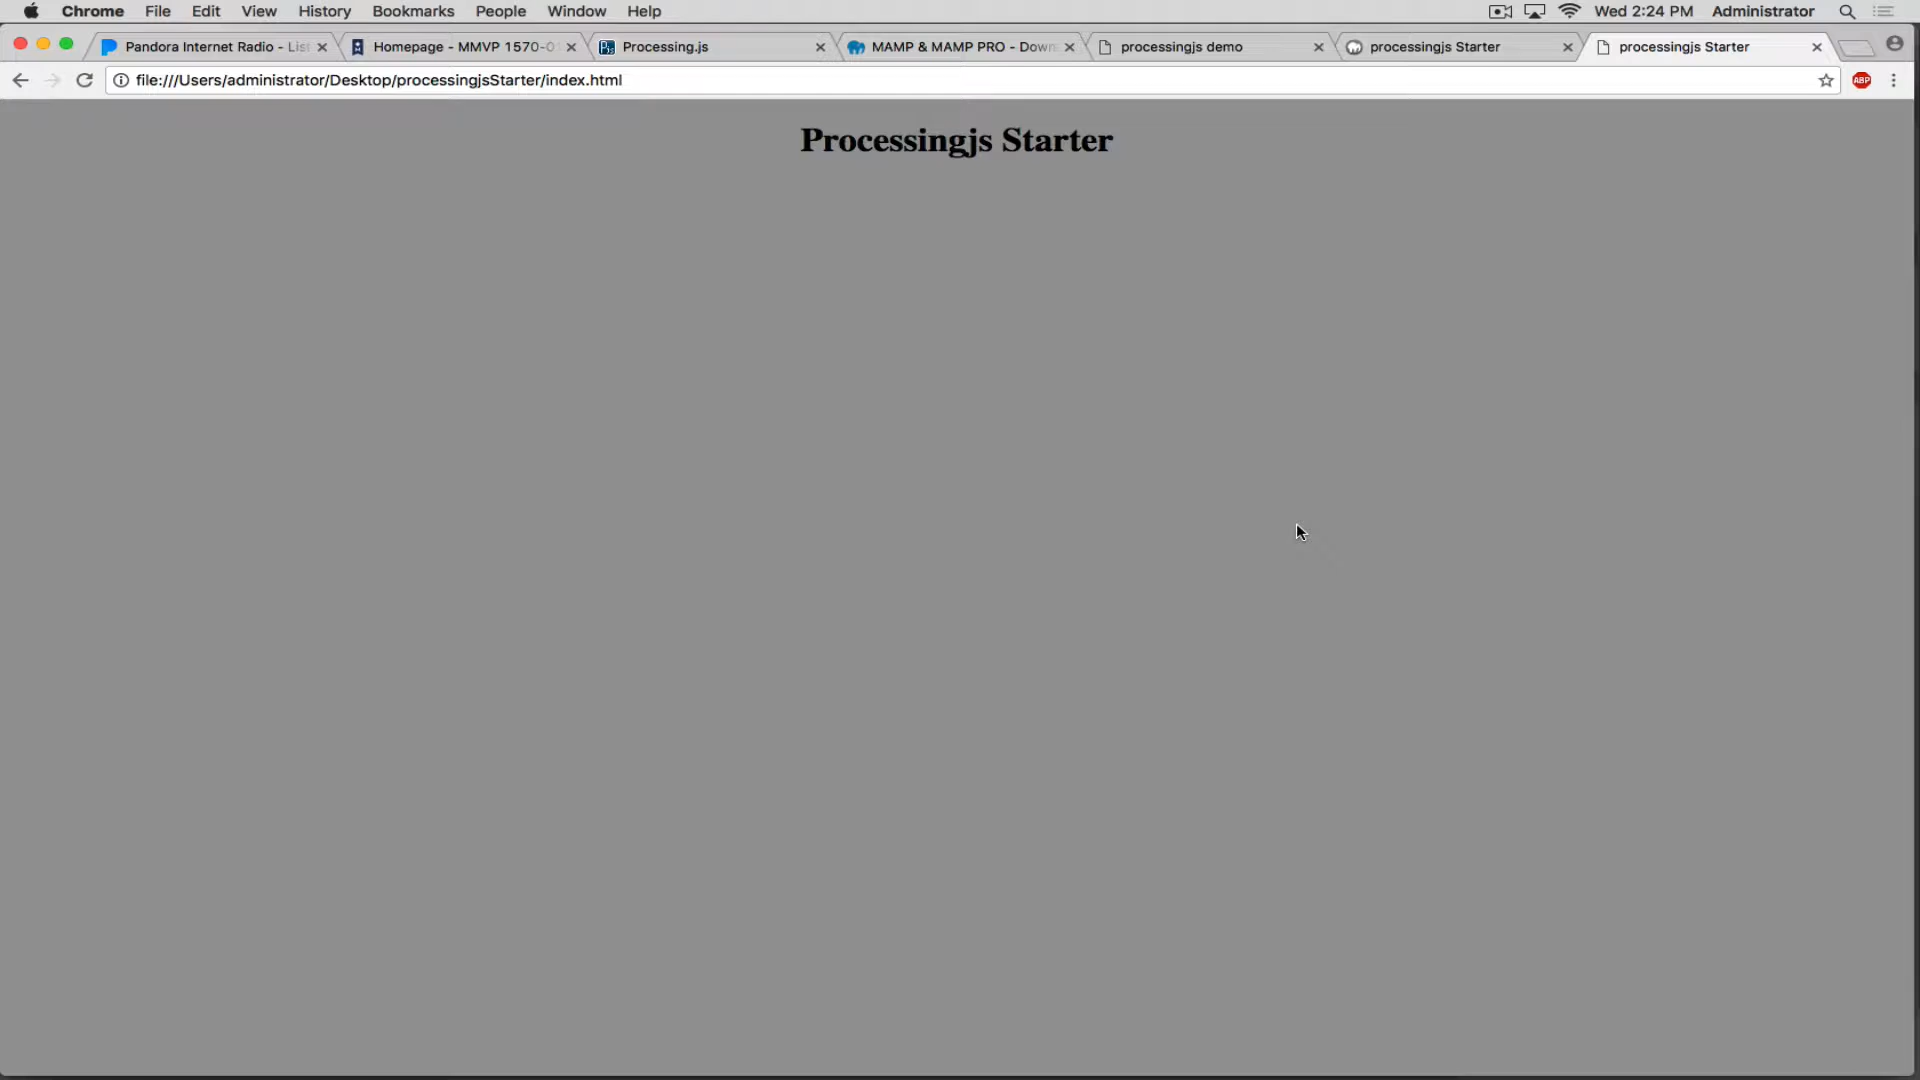 Chrome File Edit View History Bookmarks People Window Help Wed 2:24 PM Administrator
Pandora Internet Radio - Lis Homepage - MMVP 1570-0 Processing.js MAMP & MAMP PRO - Down processingjs demo processingjs Starter processingjs Starter
file:///Users/administrator/Desktop/processingjsStarter/index.html ABP
Processingjs Starter